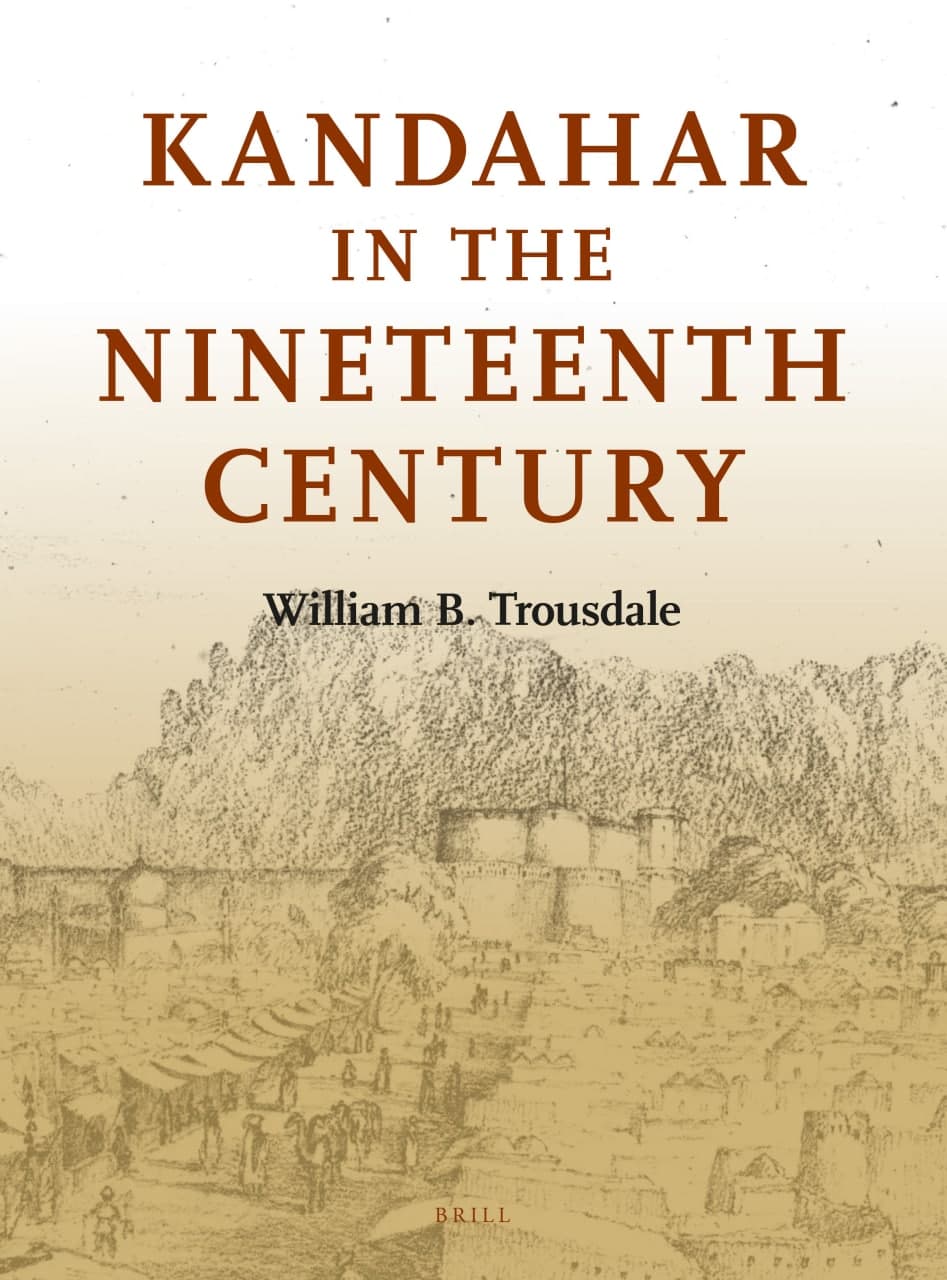 KANDAHAR
IN THE
NINETEENTH
CENTURY
William B. Trousdale
BRILL